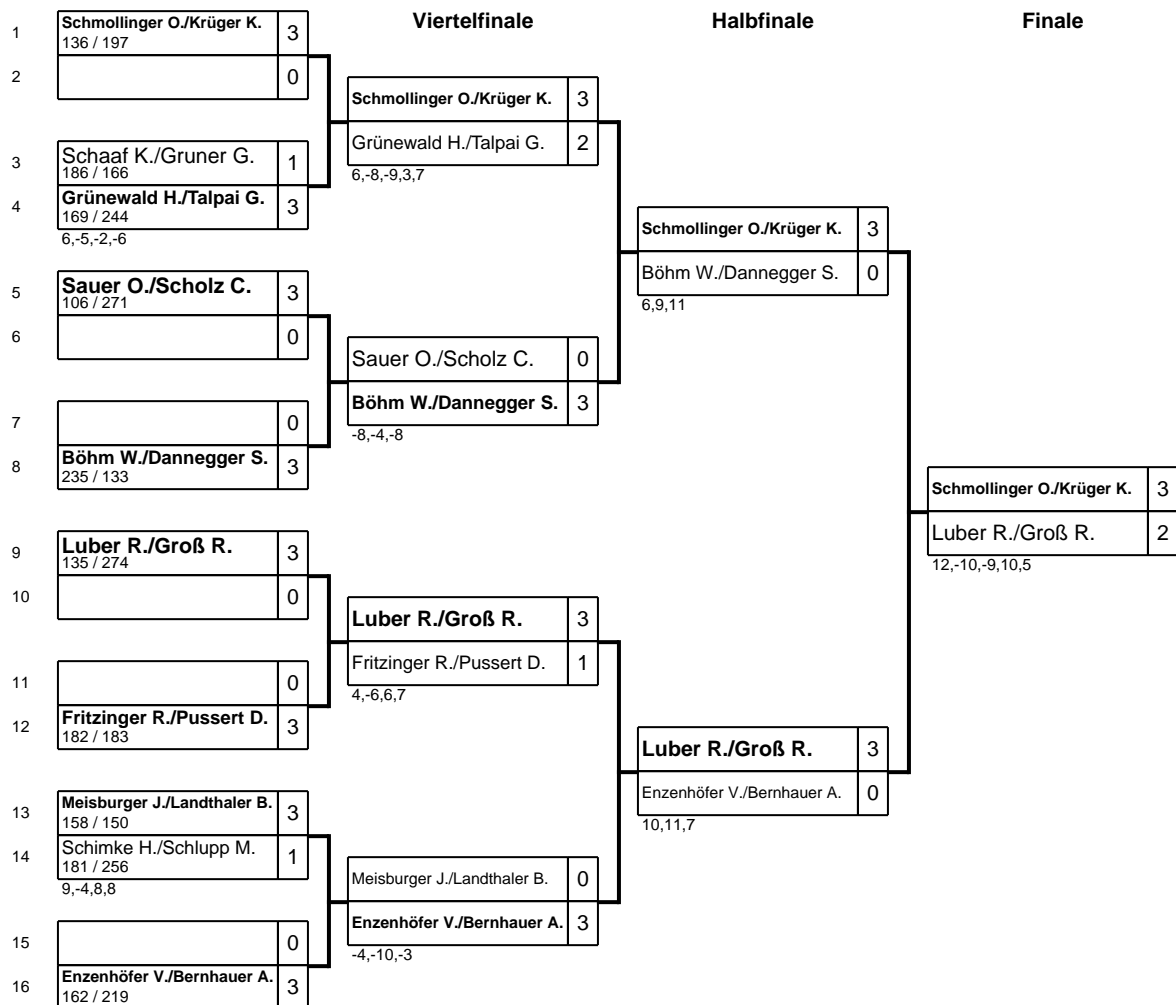 Viertelfinale
Halbfinale
Finale
1
Schmollinger O./Krüger K.
136 / 197
3
2
0
3
Schaaf K./Gruner G.
186 / 166
1
4
Grünewald H./Talpai G.
169 / 244
3
6,-5,-2,-6
5
Sauer O./Scholz C.
106 / 271
3
6
0
7
0
8
Böhm W./Dannegger S.
235 / 133
3
9
Luber R./Groß R.
135 / 274
3
10
0
11
0
12
Fritzinger R./Pussert D.
182 / 183
3
13
Meisburger J./Landthaler B.
158 / 150
3
14
Schimke H./Schlupp M.
181 / 256
1
9,-4,8,8
15
0
16
Enzenhöfer V./Bernhauer A.
162 / 219
3
Schmollinger O./Krüger K.
3
Grünewald H./Talpai G.
2
6,-8,-9,3,7
Sauer O./Scholz C.
0
Böhm W./Dannegger S.
3
-8,-4,-8
Luber R./Groß R.
3
Fritzinger R./Pussert D.
1
4,-6,6,7
Meisburger J./Landthaler B.
0
Enzenhöfer V./Bernhauer A.
3
-4,-10,-3
Schmollinger O./Krüger K.
3
Böhm W./Dannegger S.
0
6,9,11
Luber R./Groß R.
3
Enzenhöfer V./Bernhauer A.
0
10,11,7
Schmollinger O./Krüger K.
3
Luber R./Groß R.
2
12,-10,-9,10,5